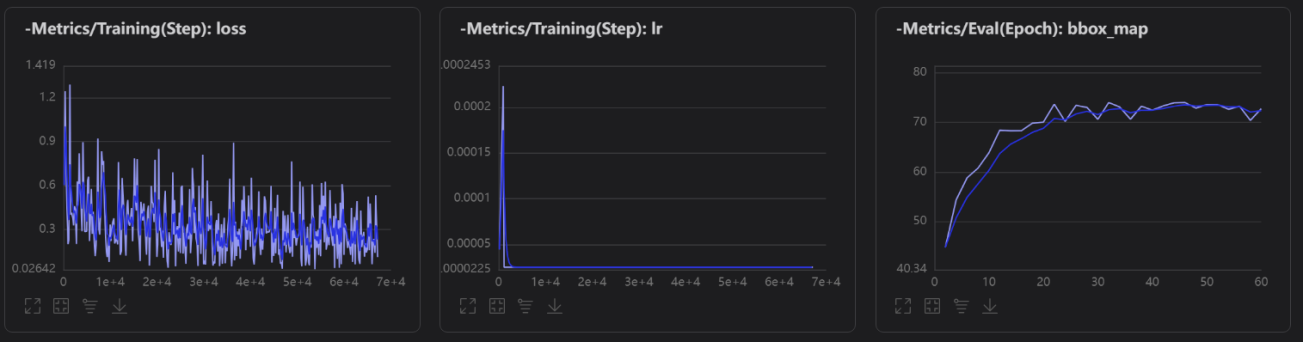 -Metrics/Training(Step): loss
1.419
1.2
0.9
0.6
0.3
0.02642
0
1e+4
2e+4
3e+4
4e+4
5e+4
6e+4
7e+4
-Metrics/Training(Step): lr
.0002453
0.0002
0.00015
0.0001
0.00005
.0000225
0
1e+4
2e+4
3e+4
4e+4
5e+4
6e+4
7e+4
-Metrics/Eval(Epoch): bbox_map
80
70
60
50
40.34
0
10
20
30
40
50
60